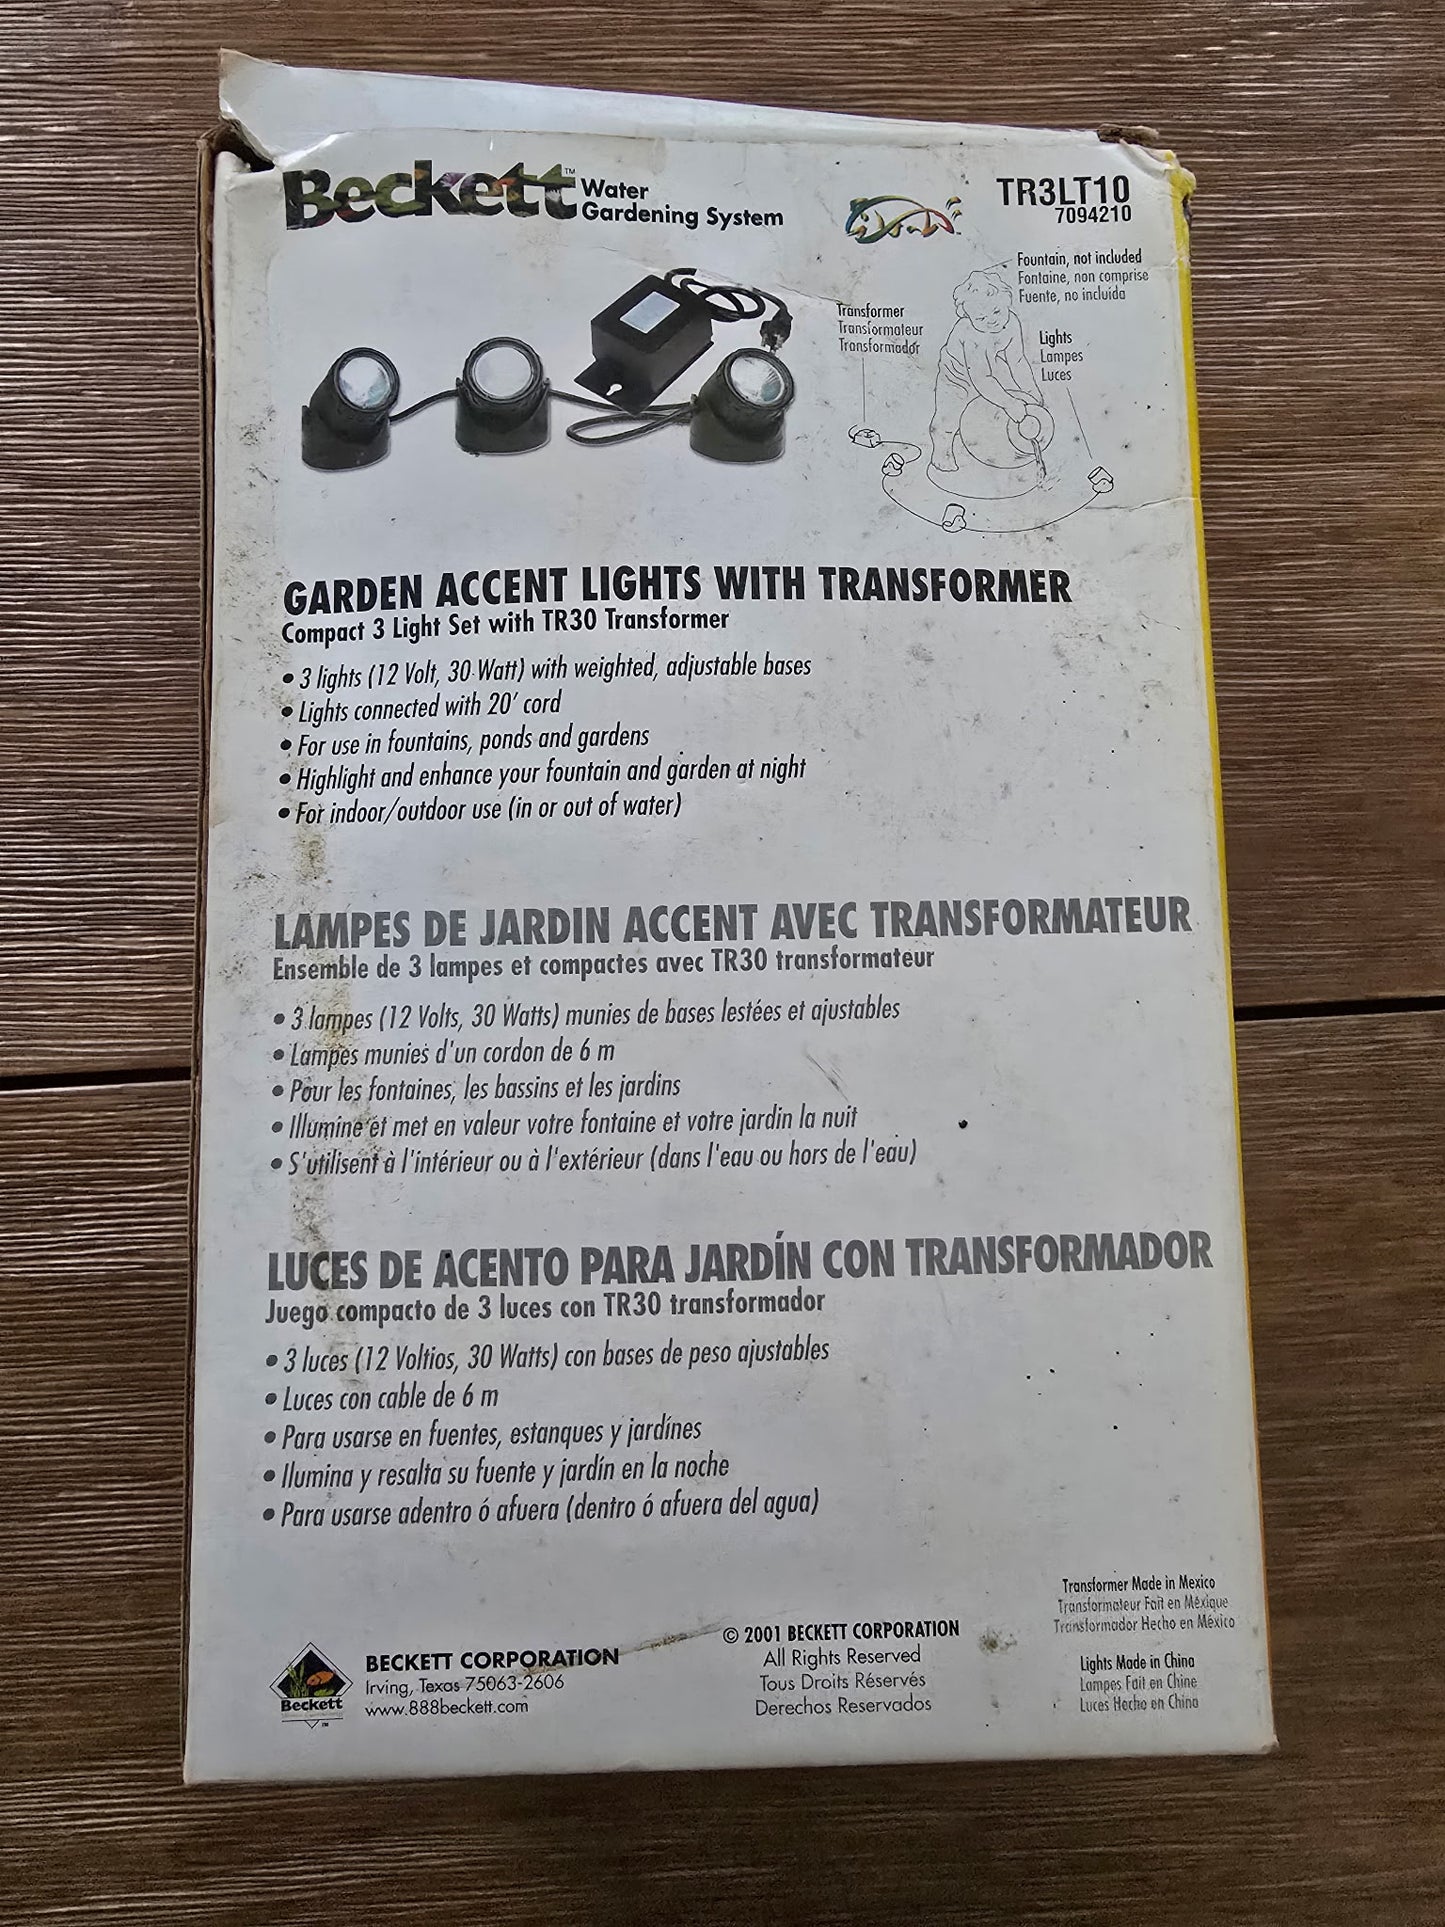 Beckett™ Water
Gardening System
TR3LT10
7094210
Fountain, not included
Fontaine, non comprise
Fuente, no incluida
Transformer
Transformateur
Transformador
Lights
Lampes
Luces
GARDEN ACCENT LIGHTS WITH TRANSFORMER
Compact 3 Light Set with TR30 Transformer
• 3 lights (12 Volt, 30 Watt) with weighted, adjustable bases
• Lights connected with 20' cord
• For use in fountains, ponds and gardens
• Highlight and enhance your fountain and garden at night
• For indoor/outdoor use (in or out of water)
LAMPES DE JARDIN ACCENT AVEC TRANSFORMATEUR
Ensemble de 3 lampes et compactes avec TR30 transformateur
• 3 lampes (12 Volts, 30 Watts) munies de bases lestées et ajustables
• Lampes munies d'un cordon de 6 m
• Pour les fontaines, les bassins et les jardins
• Illumine et met en valeur votre fontaine et votre jardin la nuit
• S'utilisent à l'intérieur ou à l'extérieur (dans l'eau ou hors de l'eau)
LUCES DE ACENTO PARA JARDÍN CON TRANSFORMADOR
Juego compacto de 3 luces con TR30 transformador
• 3 luces (12 Voltios, 30 Watts) con bases de peso ajustables
• Luces con cable de 6 m
• Para usarse en fuentes, estanques y jardínes
• Ilumina y resalta su fuente y jardín en la noche
• Para usarse adentro ó afuera (dentro ó afuera del agua)
Transformer Made in Mexico
Transformateur Fait en Méxique
Transformador Hecho en México
Lights Made in China
Lampes Fait en Chine
Luces Hecho en China
© 2001 BECKETT CORPORATION
All Rights Reserved
Tous Droits Réservés
Derechos Reservados
Beckett
™
BECKETT CORPORATION
Irving, Texas 75063-2606
www.888beckett.com